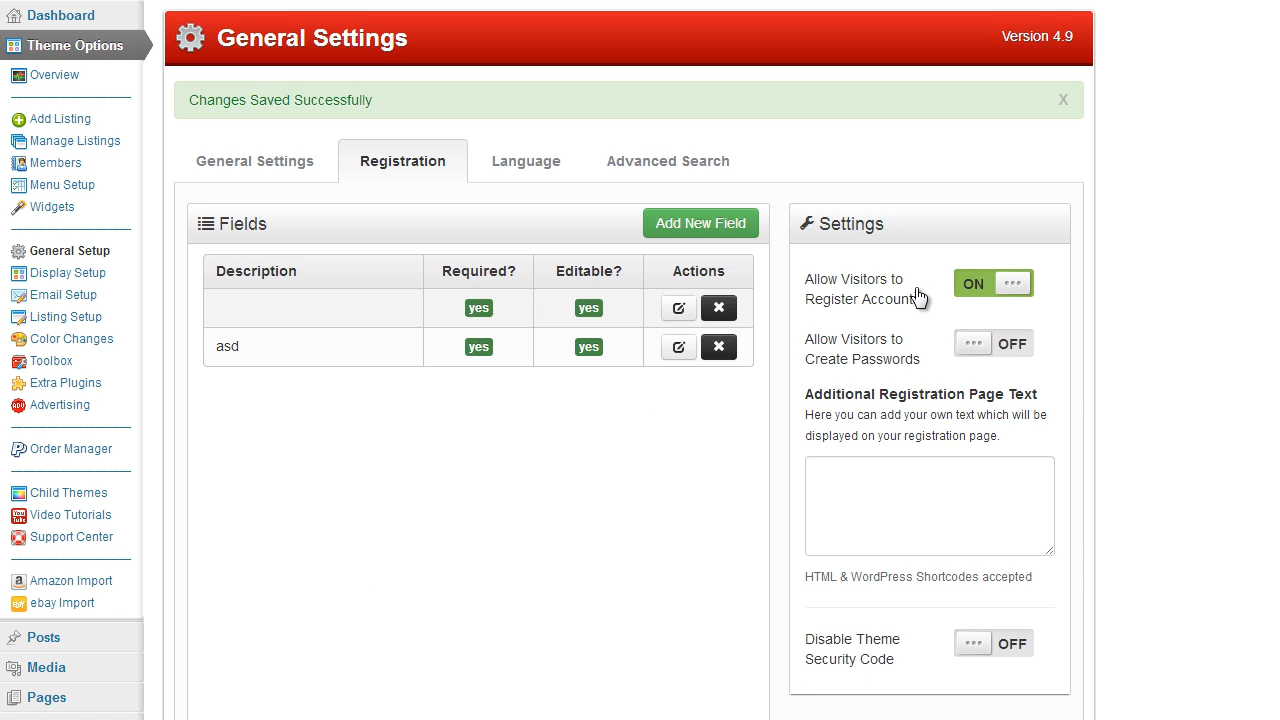 Dashboard
Theme Options
Overview
Add Listing
Manage Listings
Members
Menu Setup
Widgets
General Setup
Display Setup
Email Setup
Listing Setup
Color Changes
Toolbox
Extra Plugins
Advertising
Order Manager
Child Themes
Video Tutorials
Support Center
Amazon Import
ebay Import
Posts
Media
Pages
General Settings
Version 4.9
Changes Saved Successfully X
General Settings Registration Language Advanced Search
Fields
Add New Field
Description Required? Editable? Actions
yes yes
asd yes yes
Settings
Allow Visitors to
Register Account
ON
Allow Visitors to
Create Passwords
OFF
Additional Registration Page Text
Here you can add your own text which will be
displayed on your registration page.
HTML & WordPress Shortcodes accepted
Disable Theme
Security Code
OFF